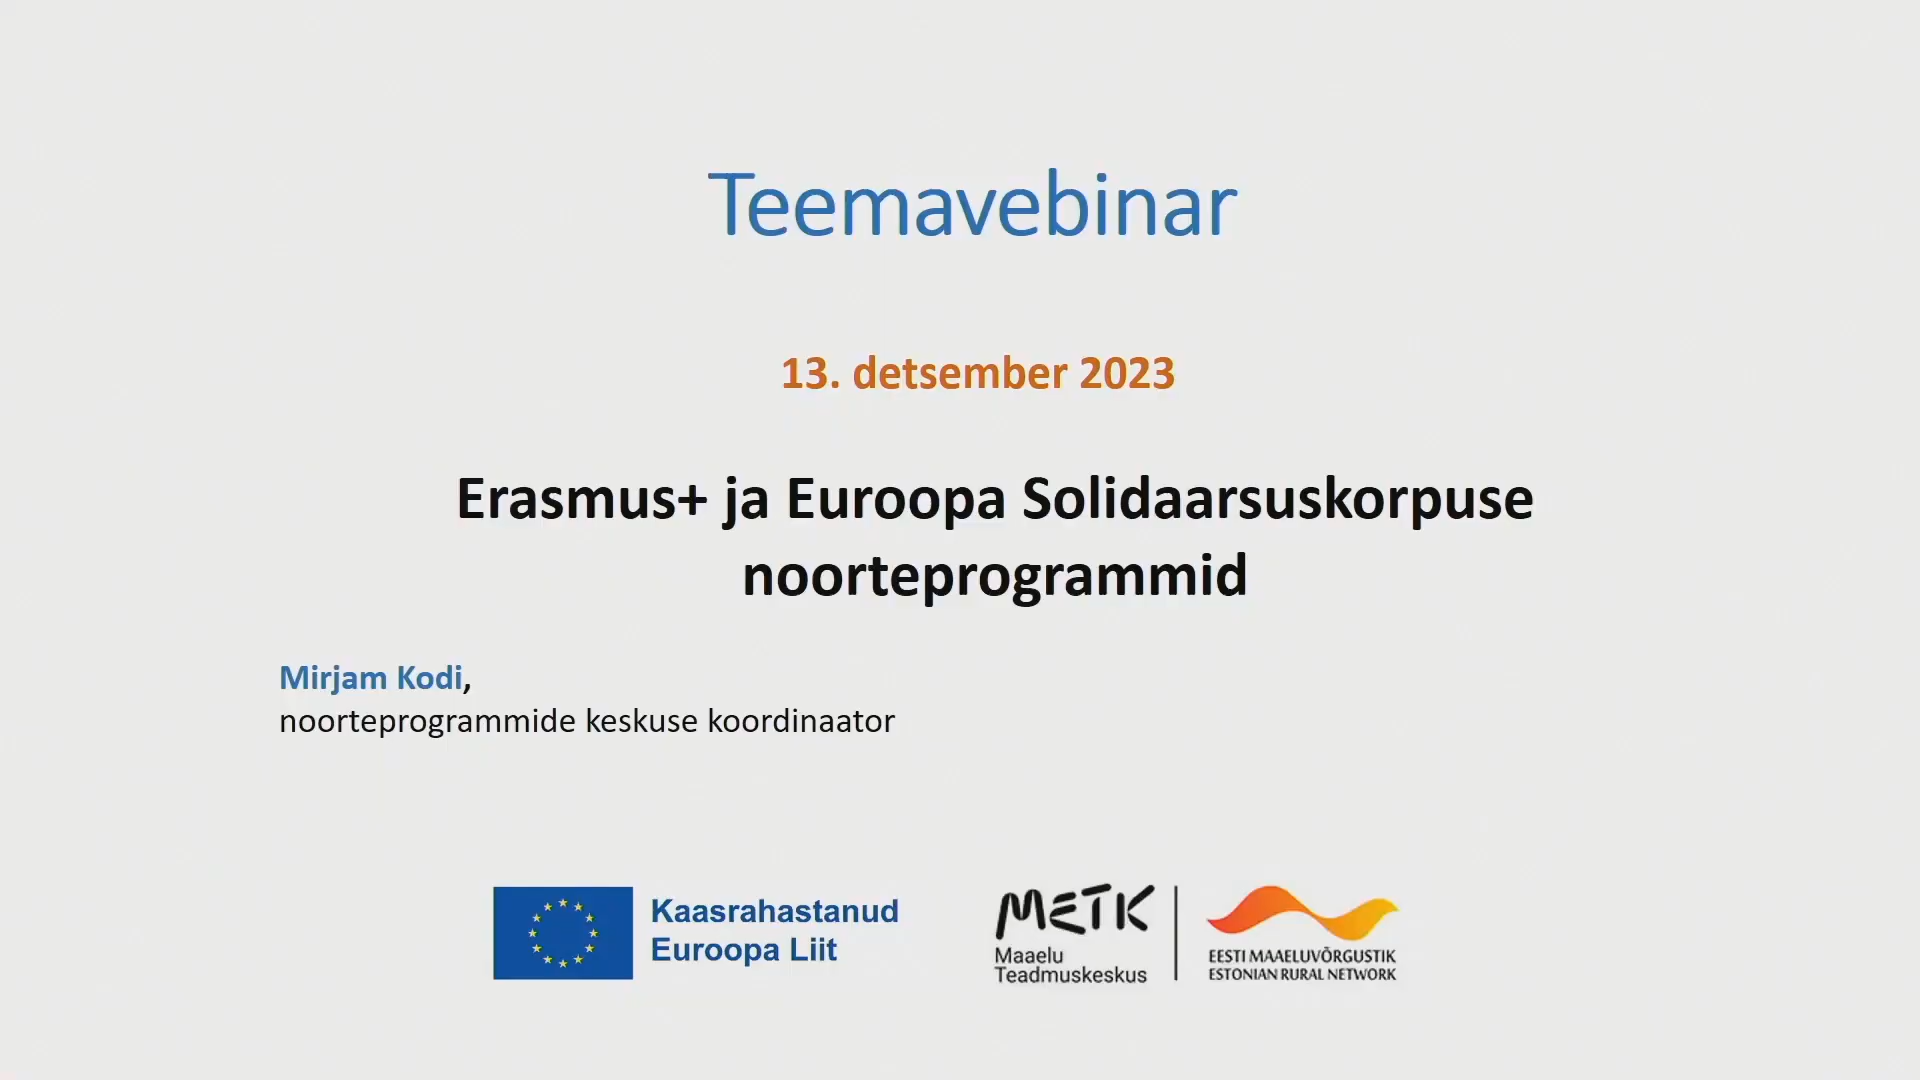 Teemavebinar
13. detsember 2023
Erasmus+ ja Euroopa Solidaarsuskorpuse
noorteprogrammid
Mirjam Kodi,
noorteprogrammide keskuse koordinaator
Kaasrahastanud
Euroopa Liit
METK
Maaelu
Teadmuskeskus
EESTI MAAELUVÕRGUSTIK
ESTONIAN RURAL NETWORK